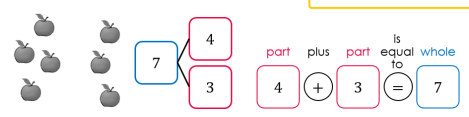 7
4
3
part plus part is equal to whole
4 + 3 = 7